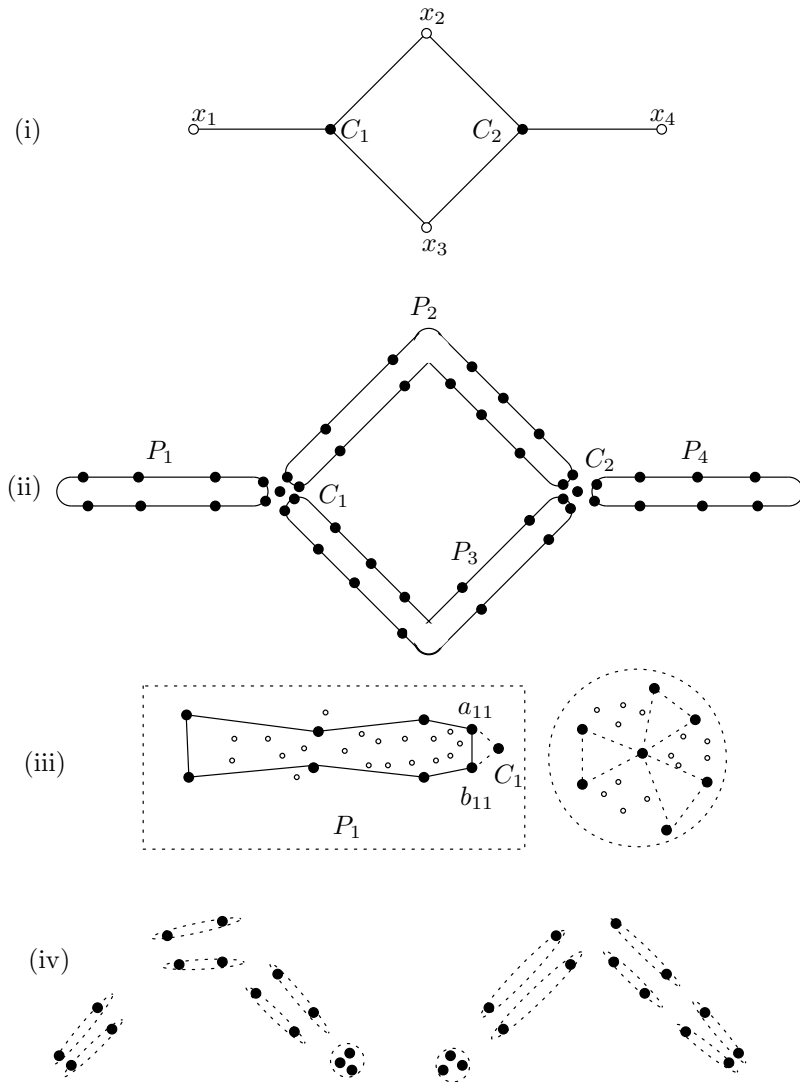 x₂
(i) x₁ C₁ C₂ x₄
x₃
P₂
P₁ C₂ P₄
(ii) C₁
P₃
a₁₁
(iii) C₁
b₁₁
P₁
(iv)